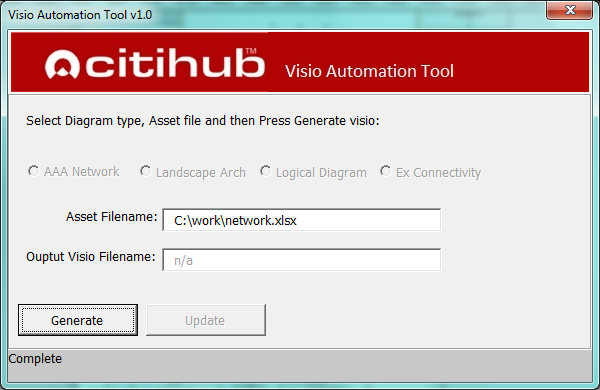 Visio Automation Tool v1.0
citihub™ Visio Automation Tool
Select Diagram type, Asset file and then Press Generate visio:
AAA Network Landscape Arch Logical Diagram Ex Connectivity
Asset Filename: C:\work\network.xlsx
Ouptut Visio Filename: n/a
Generate Update
Complete